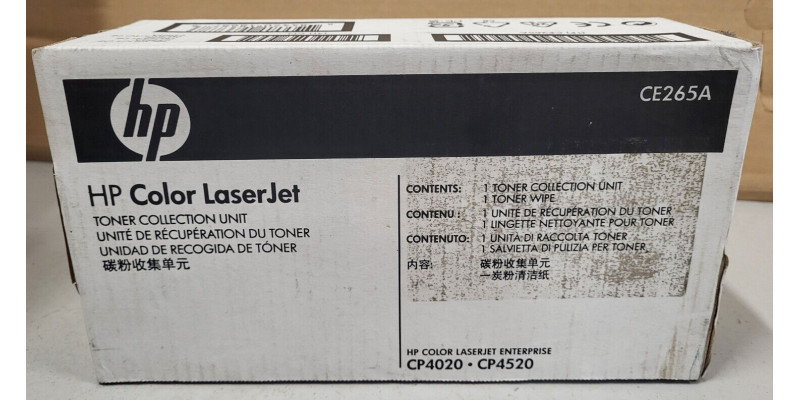 hp
CE265A
HP Color LaserJet
TONER COLLECTION UNIT
UNITÉ DE RÉCUPÉRATION DU TONER
UNIDAD DE RECOGIDA DE TÓNER
碳粉收集单元
CONTENTS: 1 TONER COLLECTION UNIT
1 TONER WIPE
CONTENU : 1 UNITÉ DE RÉCUPÉRATION DU TONER
1 LINGETTE NETTOYANTE POUR TONER
CONTENUTO: 1 UNITÀ DI RACCOLTA TONER
1 SALVIETTA DI PULIZIA PER TONER
内容: 碳粉收集单元
一炭粉清洁纸
HP COLOR LASERJET ENTERPRISE
CP4020 • CP4520